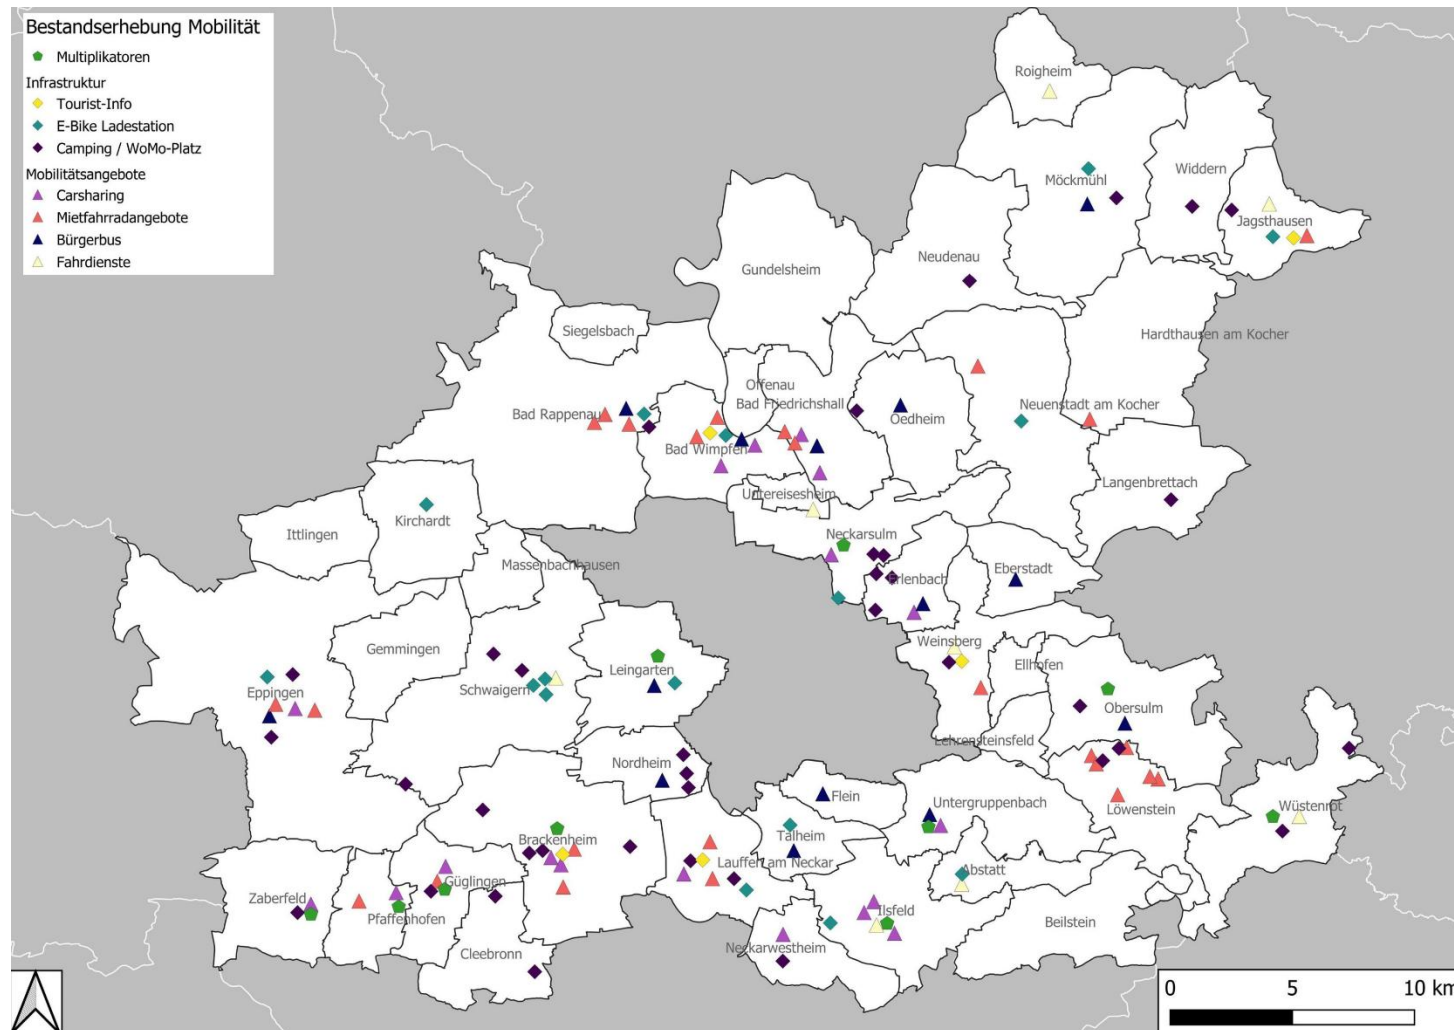 Bestandserhebung Mobilität
Multiplikatoren
Infrastruktur
Tourist-Info
E-Bike Ladestation
Camping / WoMo-Platz
Mobilitätsangebote
Carsharing
Mietfahrradangebote
Bürgerbus
Fahrdienste
Roigheim
Möckmühl
Widdern
Jagsthausen
Neudenau
Gundelsheim
Siegelsbach
Hardthausen am Kocher
Offenau
Bad Friedrichshall
Bad Rappenau
Oedheim
Neuenstadt am Kocher
Bad Wimpfen
Langenbrettach
Untereisesheim
Kirchardt
Ittlingen
Neckarsulm
Massenbachhausen
Erlenbach
Eberstadt
Gemmingen
Weinsberg
Ellhofen
Leingarten
Schwaigern
Eppingen
Obersulm
Lehrensteinsfeld
Nordheim
Flein
Untergruppenbach
Löwenstein
Wüstenrot
Talheim
Brackenheim
Lauffen am Neckar
Abstatt
Güglingen
Zaberfeld
Pfaffenhofen
Ilsfeld
Beilstein
Cleebronn
Neckarwestheim
0 5 10 km